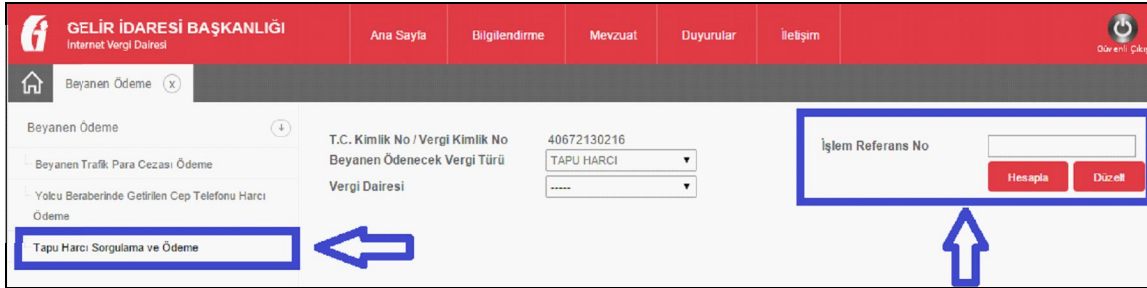 GELİR İDARESİ BAŞKANLIĞI
İnternet Vergi Dairesi
Ana Sayfa
Bilgilendirme
Mevzuat
Duyurular
İletişim
Güvenli Çıkış
Beyanen Ödeme x
Beyanen Ödeme
Beyanen Trafik Para Cezası Ödeme
Yolcu Beraberinde Getirilen Cep Telefonu Harcı
Ödeme
Tapu Harcı Sorgulama ve Ödeme
T.C. Kimlik No / Vergi Kimlik No 40672130216
Beyanen Ödenecek Vergi Türü TAPU HARCI
Vergi Dairesi -----
İşlem Referans No
Hesapla
Düzelt